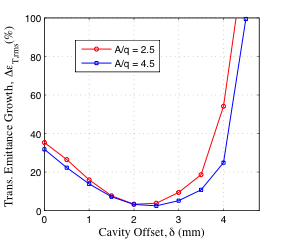 Trans. Emittance Growth, Δε_T,rms (%)
100
80
60
40
20
0
A/q = 2.5
A/q = 4.5
0 1 2 3 4
Cavity Offset, δ (mm)